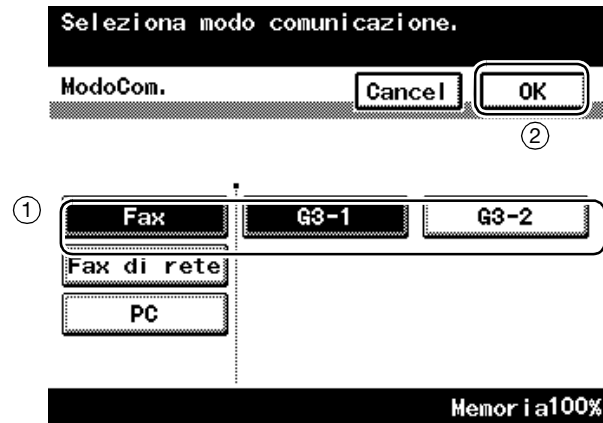 Seleziona modo comunicazione.
ModoCom. Cancel OK
②
①
Fax G3-1 G3-2
Fax di rete
PC
Memoria100%